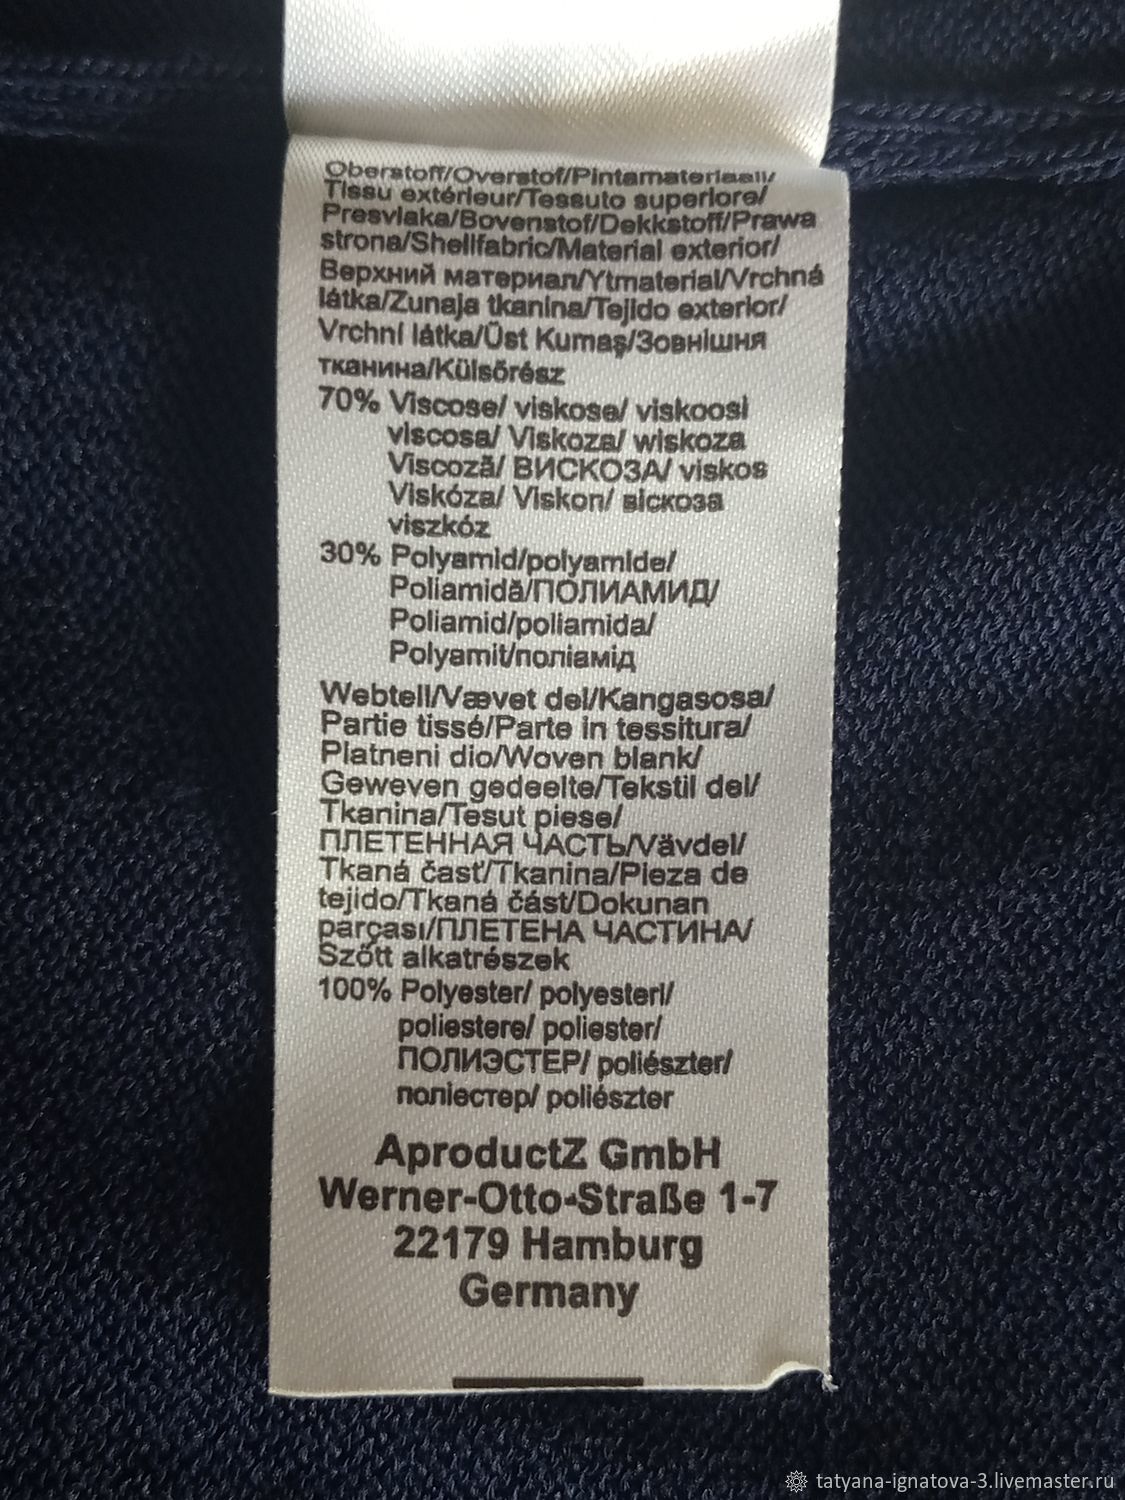 Oberstoff/Overstof/Pintamateriaali/
Tissu extérieur/Tessuto superiore/
Presvlaka/Bovenstof/Dekkstoff/Prawa
strona/Shellfabric/Material exterior/
Верхний материал/Ytmaterial/Vrchná
látka/Zunaja tkanina/Tejido exterior/
Vrchní látka/Üst Kumaş/Зовнішня
тканина/Külsőrész
70% Viscose/ viskose/ viskoosi
viscosa/ Viskoza/ wiskoza
Viscoză/ ВИСКОЗА/ viskos
Viskóza/ Viskon/ віскоза
viszkóz
30% Polyamid/polyamide/
Poliamidă/ПОЛИАМИД/
Poliamid/poliamida/
Polyamit/поліамід
Webteil/Vævet del/Kangasosa/
Partie tissé/Parte in tessitura/
Platneni dio/Woven blank/
Geweven gedeelte/Tekstil del/
Tkanina/Tesut piese/
ПЛЕТЕННАЯ ЧАСТЬ/Vävdel/
Tkaná časť/Tkanina/Pieza de
tejido/Tkaná část/Dokunan
parçası/ПЛЕТЕНА ЧАСТИНА/
Szőtt alkatrészek
100% Polyester/ polyesteri/
poliestere/ poliester/
ПОЛИЭСТЕР/ poliészter/
поліестер/ poliészter
AproductZ GmbH
Werner-Otto-Straße 1-7
22179 Hamburg
Germany
tatyana-ignatova-3.livemaster.ru